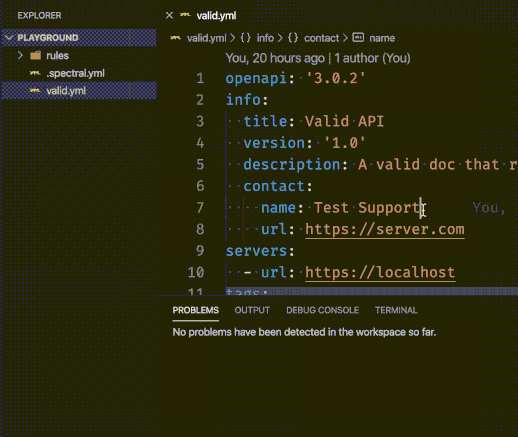 EXPLORER
PLAYGROUND
rules
.spectral.yml
valid.yml
valid.yml
valid.yml > {} info > {} contact > abc name
You, 20 hours ago | 1 author (You)
1 openapi: '3.0.2'
2 info:
3 title: Valid API
4 version: '1.0'
5 description: A valid doc that
6 contact:
7 name: Test Support You,
8 url: https://server.com
9 servers:
10 - url: https://localhost
11 tags:
PROBLEMS OUTPUT DEBUG CONSOLE TERMINAL
No problems have been detected in the workspace so far.